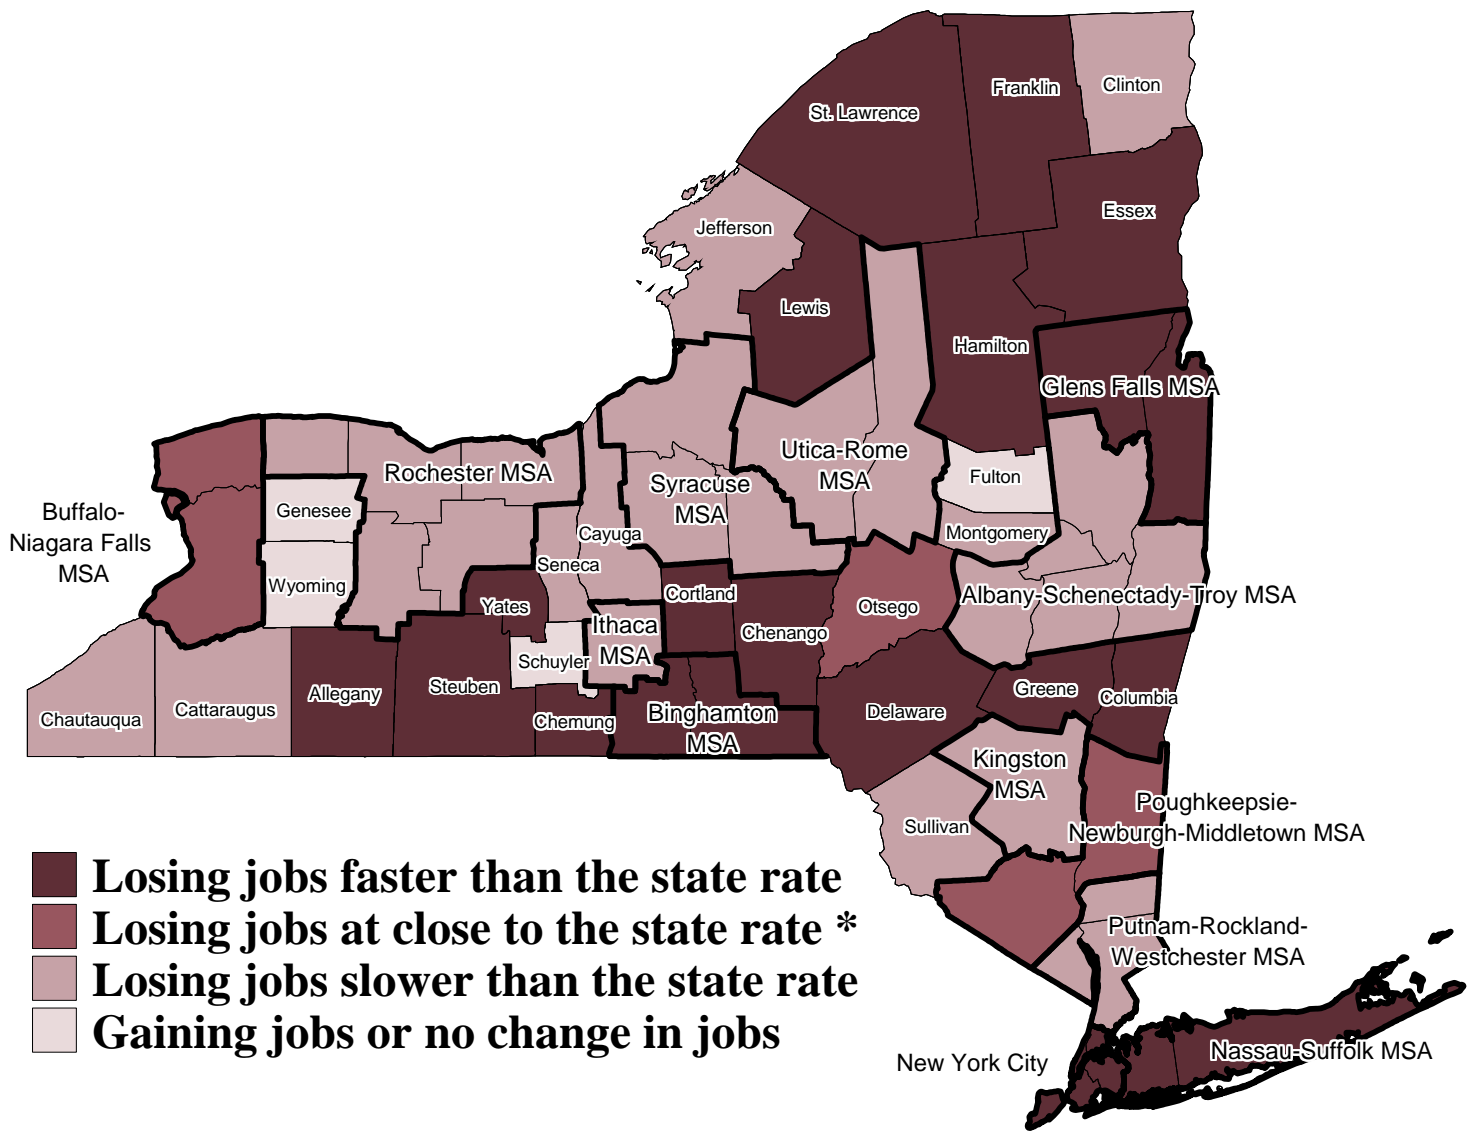 Clinton
Franklin
St. Lawrence
Essex
Jefferson
Lewis
Hamilton
Glens Falls MSA
Utica-Rome
MSA
Rochester MSA
Fulton
Syracuse
MSA
Buffalo-
Niagara Falls
MSA
Genesee
Cayuga
Montgomery
Seneca
Wyoming
Cortland
Albany-Schenectady-Troy MSA
Yates
Otsego
Ithaca
MSA
Chenango
Schuyler
Steuben
Allegany
Greene
Columbia
Cattaraugus
Chautauqua
Chemung
Binghamton
MSA
Delaware
Kingston
MSA
Poughkeepsie-
Newburgh-Middletown MSA
Sullivan
Losing jobs faster than the state rate
Losing jobs at close to the state rate *
Losing jobs slower than the state rate
Gaining jobs or no change in jobs
Putnam-Rockland-
Westchester MSA
New York City
Nassau-Suffolk MSA